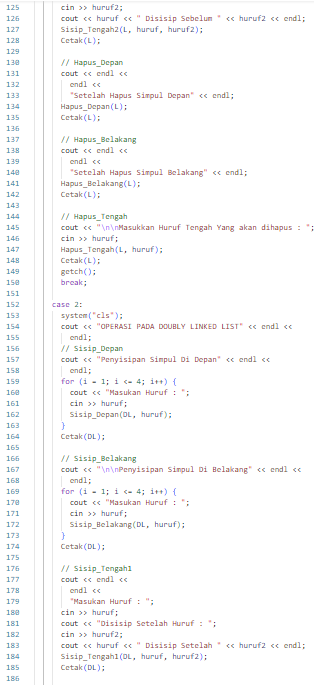 125 cin >> huruf2;
126 cout << huruf << " Disisip Sebelum " << huruf2 << endl;
127 Sisip_Tengah2(L, huruf, huruf2);
128 Cetak(L);
129
130 // Hapus_Depan
131 cout << endl <<
132 endl <<
133 "Setelah Hapus Simpul Depan" << endl;
134 Hapus_Depan(L);
135 Cetak(L);
136
137 // Hapus_Belakang
138 cout << endl <<
139 endl <<
140 "Setelah Hapus Simpul Belakang" << endl;
141 Hapus_Belakang(L);
142 Cetak(L);
143
144 // Hapus_Tengah
145 cout << "\n\nMasukkan Huruf Tengah Yang akan dihapus : ";
146 cin >> huruf;
147 Hapus_Tengah(L, huruf);
148 Cetak(L);
149 getch();
150 break;
151
152 case 2:
153 system("cls");
154 cout << "OPERASI PADA DOUBLY LINKED LIST" << endl <<
155 endl;
156 // Sisip_Depan
157 cout << "Penyisipan Simpul Di Depan" << endl <<
158 endl;
159 for (i = 1; i <= 4; i++) {
160 cout << "Masukan Huruf : ";
161 cin >> huruf;
162 Sisip_Depan(DL, huruf);
163 }
164 Cetak(DL);
165
166 // Sisip_Belakang
167 cout << "\n\nPenyisipan Simpul Di Belakang" << endl <<
168 endl;
169 for (i = 1; i <= 4; i++) {
170 cout << "Masukan Huruf : ";
171 cin >> huruf;
172 Sisip_Belakang(DL, huruf);
173 }
174 Cetak(DL);
175
176 // Sisip_Tengah1
177 cout << endl <<
178 endl <<
179 "Masukan Huruf : ";
180 cin >> huruf;
181 cout << "Disisip Setelah Huruf : ";
182 cin >> huruf2;
183 cout << huruf << " Disisip Setelah " << huruf2 << endl;
184 Sisip_Tengah1(DL, huruf, huruf2);
185 Cetak(DL);
186